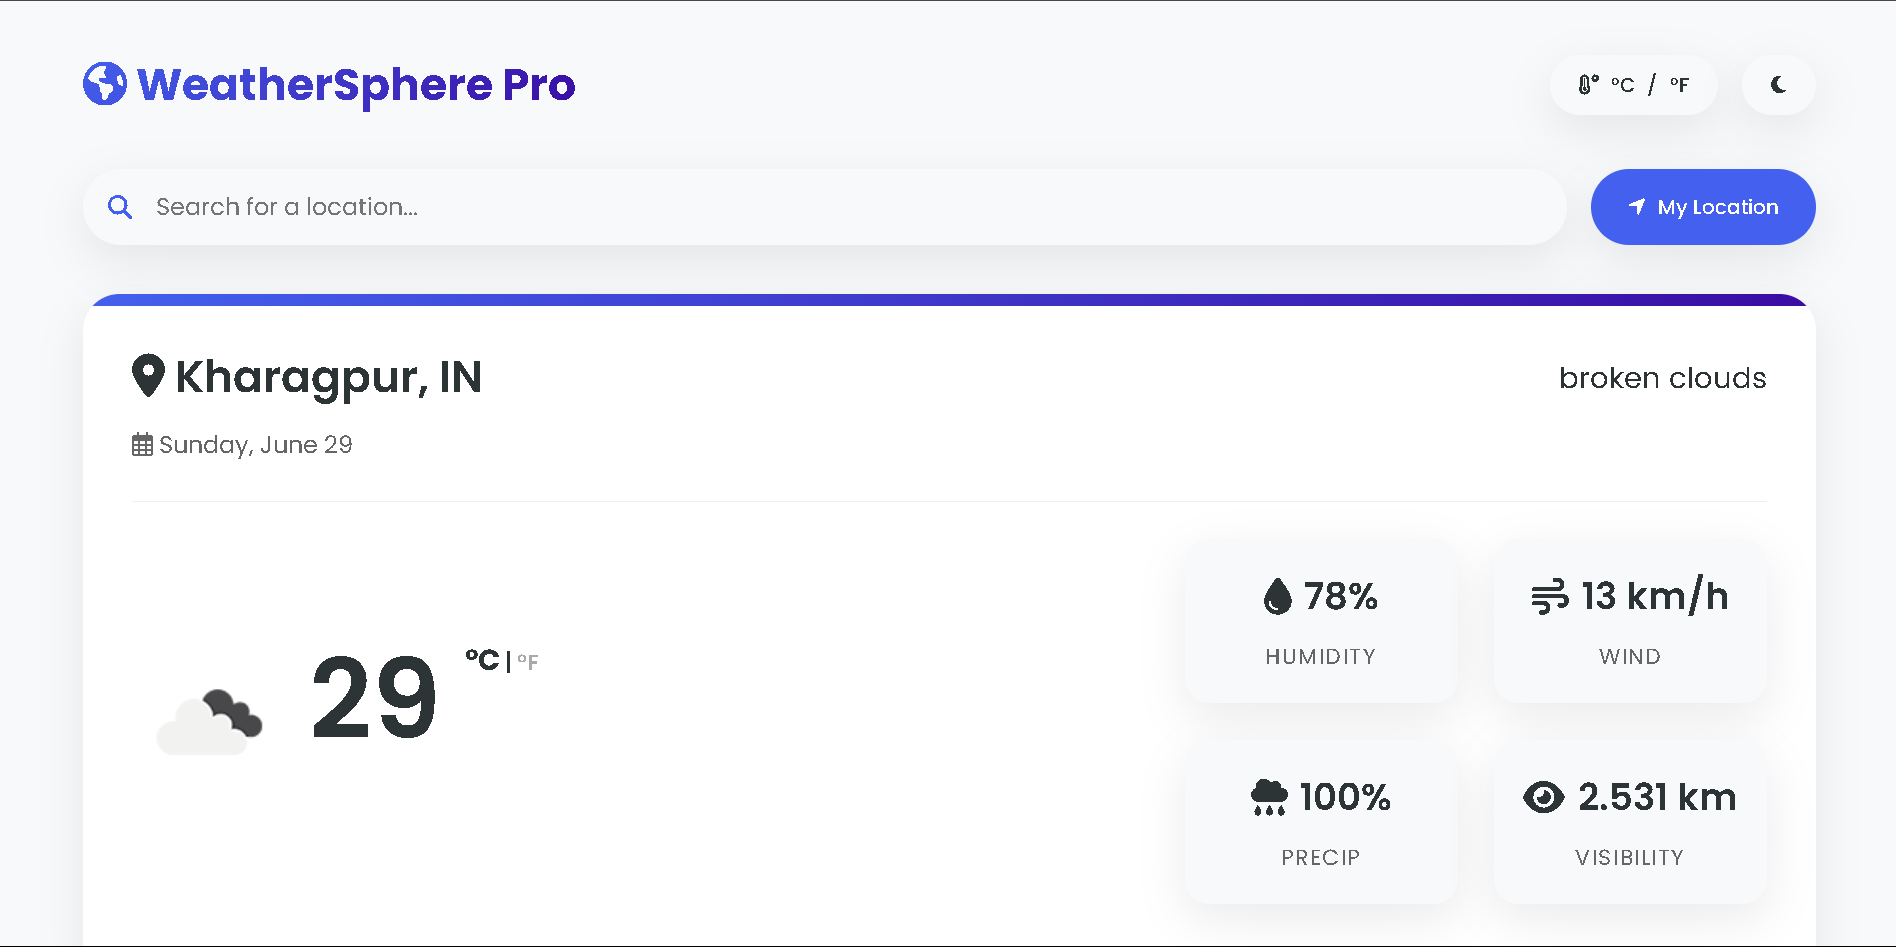 WeatherSphere Pro
°C / °F
Search for a location...
My Location
Kharagpur, IN
broken clouds
Sunday, June 29
29 °C | °F
78%
HUMIDITY
13 km/h
WIND
100%
PRECIP
2.531 km
VISIBILITY